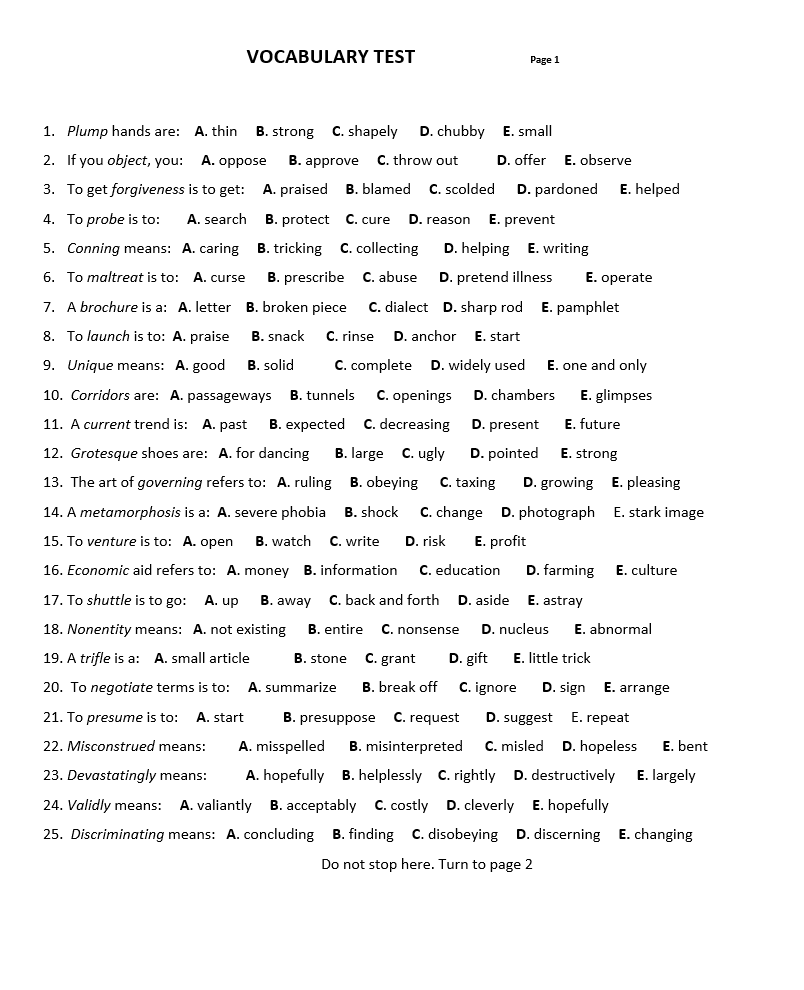 VOCABULARY TEST Page 1
1. Plump hands are: A. thin B. strong C. shapely D. chubby E. small
2. If you object, you: A. oppose B. approve C. throw out D. offer E. observe
3. To get forgiveness is to get: A. praised B. blamed C. scolded D. pardoned E. helped
4. To probe is to: A. search B. protect C. cure D. reason E. prevent
5. Conning means: A. caring B. tricking C. collecting D. helping E. writing
6. To maltreat is to: A. curse B. prescribe C. abuse D. pretend illness E. operate
7. A brochure is a: A. letter B. broken piece C. dialect D. sharp rod E. pamphlet
8. To launch is to: A. praise B. snack C. rinse D. anchor E. start
9. Unique means: A. good B. solid C. complete D. widely used E. one and only
10. Corridors are: A. passageways B. tunnels C. openings D. chambers E. glimpses
11. A current trend is: A. past B. expected C. decreasing D. present E. future
12. Grotesque shoes are: A. for dancing B. large C. ugly D. pointed E. strong
13. The art of governing refers to: A. ruling B. obeying C. taxing D. growing E. pleasing
14. A metamorphosis is a: A. severe phobia B. shock C. change D. photograph E. stark image
15. To venture is to: A. open B. watch C. write D. risk E. profit
16. Economic aid refers to: A. money B. information C. education D. farming E. culture
17. To shuttle is to go: A. up B. away C. back and forth D. aside E. astray
18. Nonentity means: A. not existing B. entire C. nonsense D. nucleus E. abnormal
19. A trifle is a: A. small article B. stone C. grant D. gift E. little trick
20. To negotiate terms is to: A. summarize B. break off C. ignore D. sign E. arrange
21. To presume is to: A. start B. presuppose C. request D. suggest E. repeat
22. Misconstrued means: A. misspelled B. misinterpreted C. misled D. hopeless E. bent
23. Devastatingly means: A. hopefully B. helplessly C. rightly D. destructively E. largely
24. Validly means: A. valiantly B. acceptably C. costly D. cleverly E. hopefully
25. Discriminating means: A. concluding B. finding C. disobeying D. discerning E. changing
Do not stop here. Turn to page 2